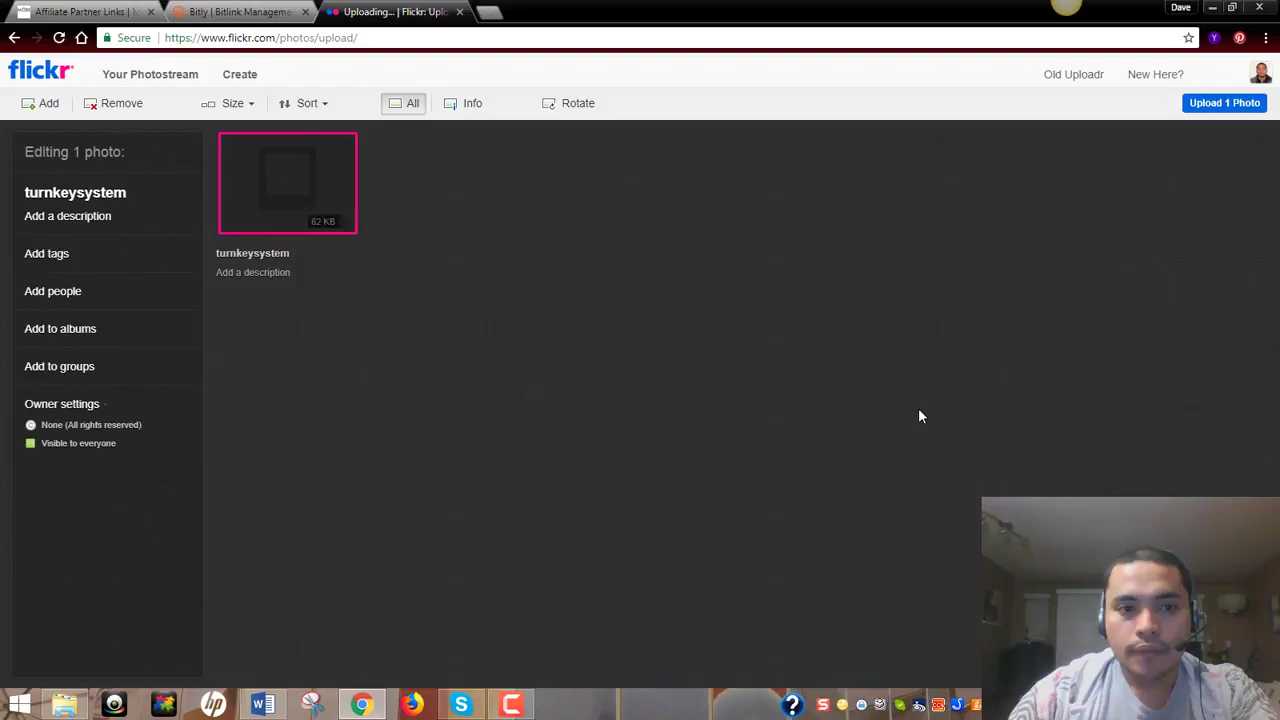 Affiliate Partner Links | M
Bitly | Bitlink Management
Uploading... | Flickr: Uplo
Dave
Secure https://www.flickr.com/photos/upload/
flickr Your Photostream Create Old Uploadr New Here?
Add Remove Size Sort All Info Rotate Upload 1 Photo
Editing 1 photo:
turnkeysystem
Add a description
Add tags
Add people
Add to albums
Add to groups
Owner settings
None (All rights reserved)
Visible to everyone
62 KB
turnkeysystem
Add a description